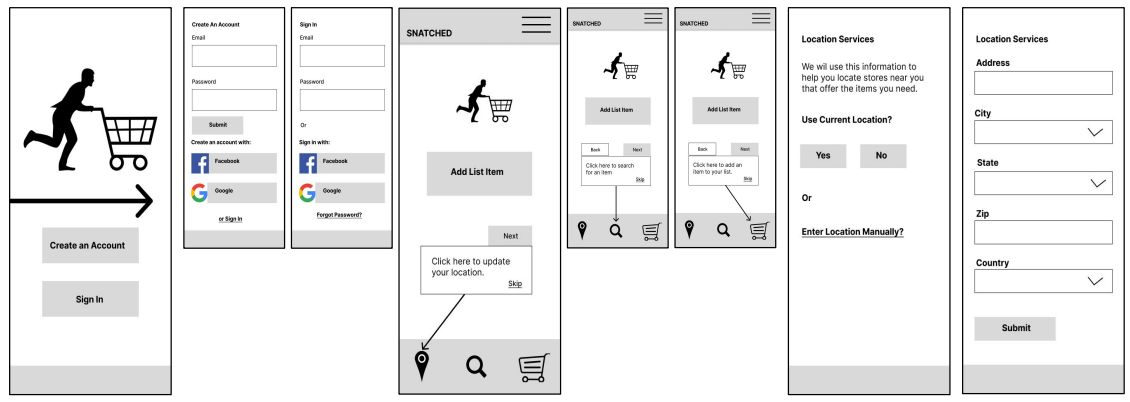 Create an Account
Sign In
Create An Account
Email
Password
Submit
Create an account with:
Facebook
Google
or Sign In
Sign In
Email
Password
Or
Sign in with:
Facebook
Google
Forgot Password?
SNATCHED
Add List Item
Next
Click here to update
your location.
Skip
SNATCHED
Add List Item
Back
Next
Click here to search
for an item
Skip
SNATCHED
Add List Item
Back
Next
Click here to add an
item to your list.
Skip
Location Services
We wil use this information to
help you locate stores near you
that offer the items you need.
Use Current Location?
Yes
No
Or
Enter Location Manually?
Location Services
Address
City
State
Zip
Country
Submit